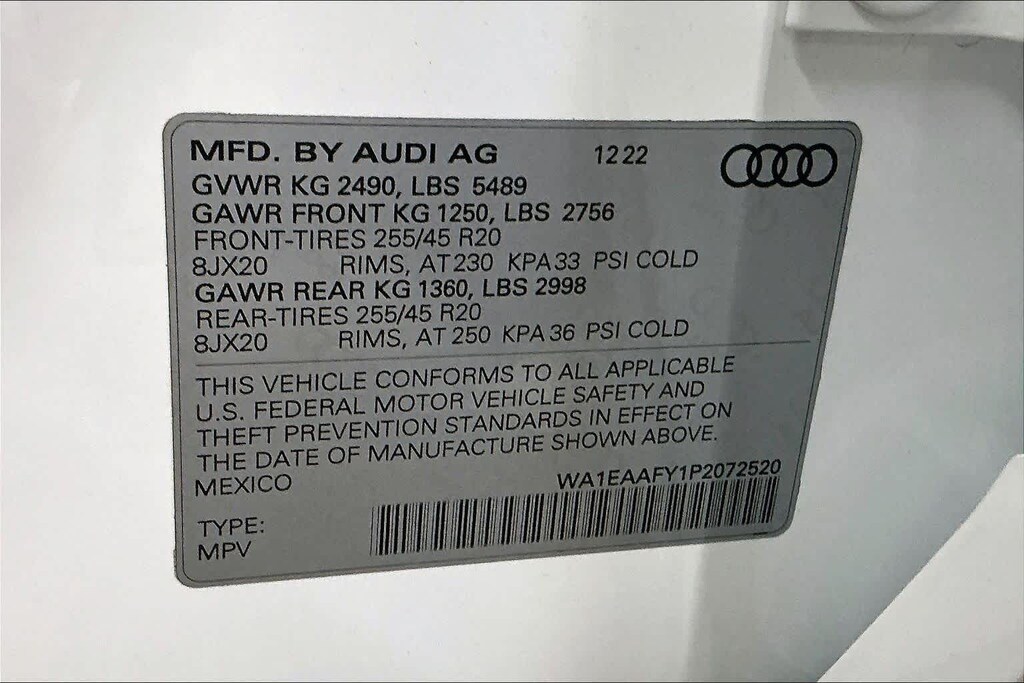 MFD. BY AUDI AG 12 22
GVWR KG 2490, LBS 5489
GAWR FRONT KG 1250, LBS 2756
FRONT-TIRES 255/45 R20
8JX20 RIMS, AT 230 KPA 33 PSI COLD
GAWR REAR KG 1360, LBS 2998
REAR-TIRES 255/45 R20
8JX20 RIMS, AT 250 KPA 36 PSI COLD
THIS VEHICLE CONFORMS TO ALL APPLICABLE
U.S. FEDERAL MOTOR VEHICLE SAFETY AND
THEFT PREVENTION STANDARDS IN EFFECT ON
THE DATE OF MANUFACTURE SHOWN ABOVE.
MEXICO WA1EAAFY1P2072520
TYPE:
MPV